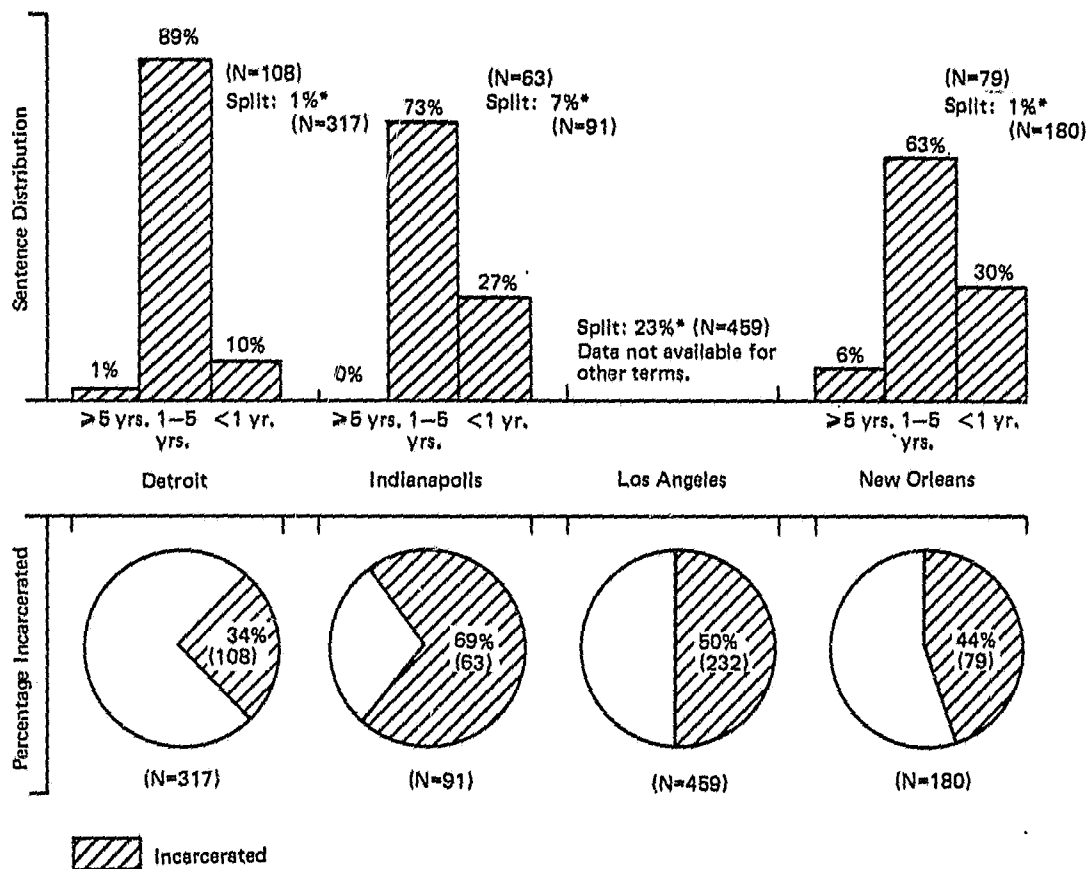 Sentence Distribution
89%
(N=108)
Split: 1%*
(N=317)
1%
10%
≥5 yrs. 1–5 <1 yr.
yrs.
Detroit
(N=63)
Split: 7%*
(N=91)
73%
27%
0%
≥5 yrs. 1–5 <1 yr.
yrs.
Indianapolis
Split: 23%* (N=459)
Data not available for
other terms.
Los Angeles
(N=79)
Split: 1%*
(N=180)
63%
30%
6%
≥5 yrs. 1–5 <1 yr.
yrs.
New Orleans
Percentage Incarcerated
34%
(108)
(N=317)
69%
(63)
(N=91)
50%
(232)
(N=459)
44%
(79)
(N=180)
Incarcerated